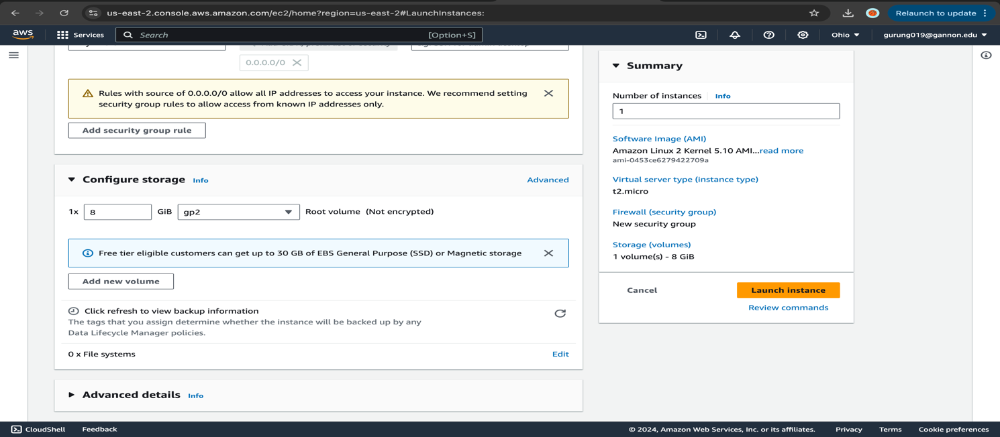 us-east-2.console.aws.amazon.com/ec2/home?region=us-east-2#LaunchInstances:
Relaunch to update
aws
Services
Search
[Option+S]
Ohio
gurung019@gannon.edu
0.0.0.0/0
Rules with source of 0.0.0.0/0 allow all IP addresses to access your instance. We recommend setting
security group rules to allow access from known IP addresses only.
Add security group rule
Configure storage Info
Advanced
1x 8 GiB gp2 Root volume (Not encrypted)
Free tier eligible customers can get up to 30 GB of EBS General Purpose (SSD) or Magnetic storage
Add new volume
Click refresh to view backup information
The tags that you assign determine whether the instance will be backed up by any
Data Lifecycle Manager policies.
0 x File systems
Edit
Advanced details Info
Summary
Number of instances Info
1
Software Image (AMI)
Amazon Linux 2 Kernel 5.10 AMI...read more
ami-0453ce6279422709a
Virtual server type (instance type)
t2.micro
Firewall (security group)
New security group
Storage (volumes)
1 volume(s) - 8 GiB
Cancel
Launch instance
Review commands
CloudShell
Feedback
© 2024, Amazon Web Services, Inc. or its affiliates.
Privacy
Terms
Cookie preferences